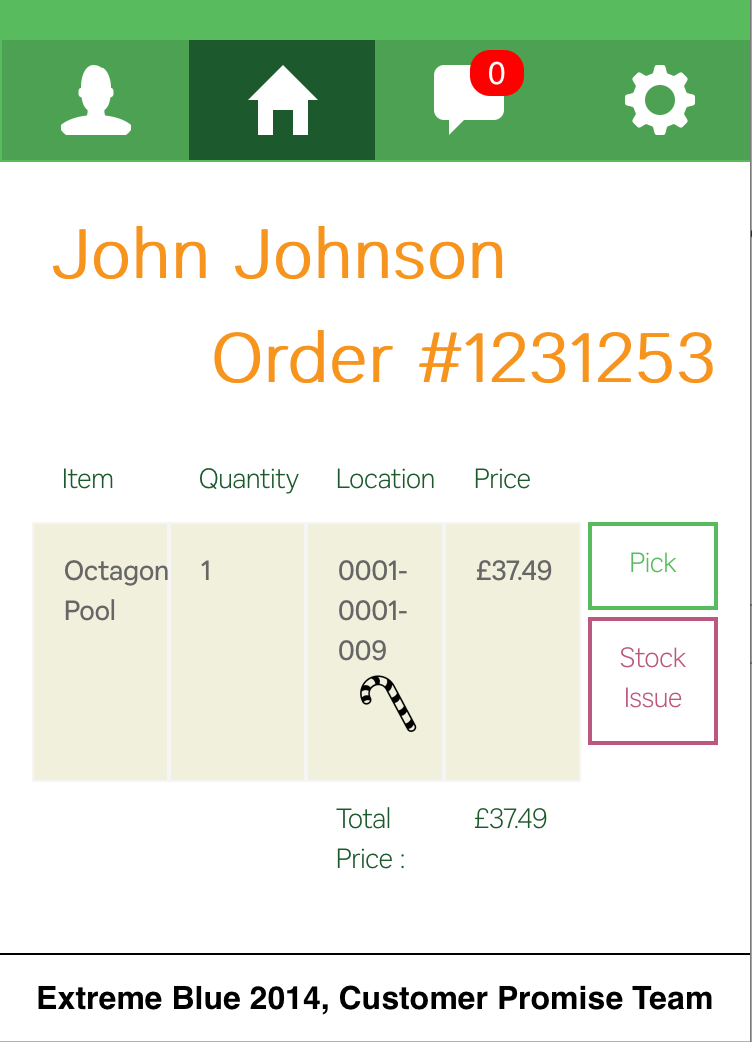 0
John Johnson
Order #1231253
Item Quantity Location Price
Octagon 1 0001- £37.49 Pick
Pool 0001-
009 Stock
Issue
Total £37.49
Price :
Extreme Blue 2014, Customer Promise Team